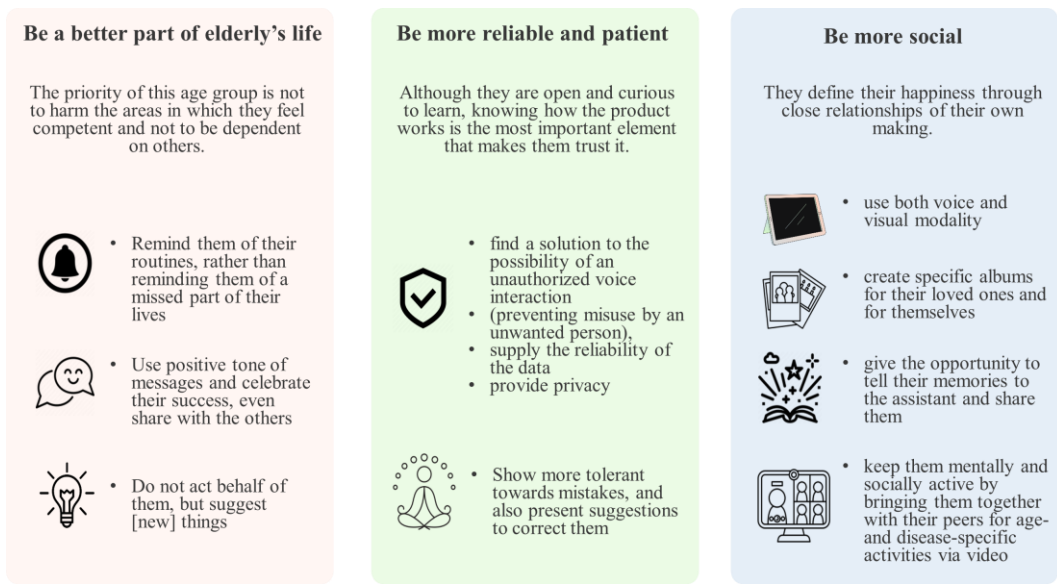 Be a better part of elderly's life
The priority of this age group is not
to harm the areas in which they feel
competent and not to be dependent
on others.
• Remind them of their
routines, rather than
reminding them of a
missed part of their
lives
• Use positive tone of
messages and celebrate
their success, even
share with the others
• Do not act behalf of
them, but suggest
[new] things
Be more reliable and patient
Although they are open and curious
to learn, knowing how the product
works is the most important element
that makes them trust it.
• find a solution to the
possibility of an
unauthorized voice
interaction
• (preventing misuse by an
unwanted person),
• supply the reliability of
the data
• provide privacy
• Show more tolerant
towards mistakes, and
also present suggestions
to correct them
Be more social
They define their happiness through
close relationships of their own
making.
• use both voice and
visual modality
• create specific albums
for their loved ones and
for themselves
• give the opportunity to
tell their memories to
the assistant and share
them
• keep them mentally and
socially active by
bringing them together
with their peers for age-
and disease-specific
activities via video